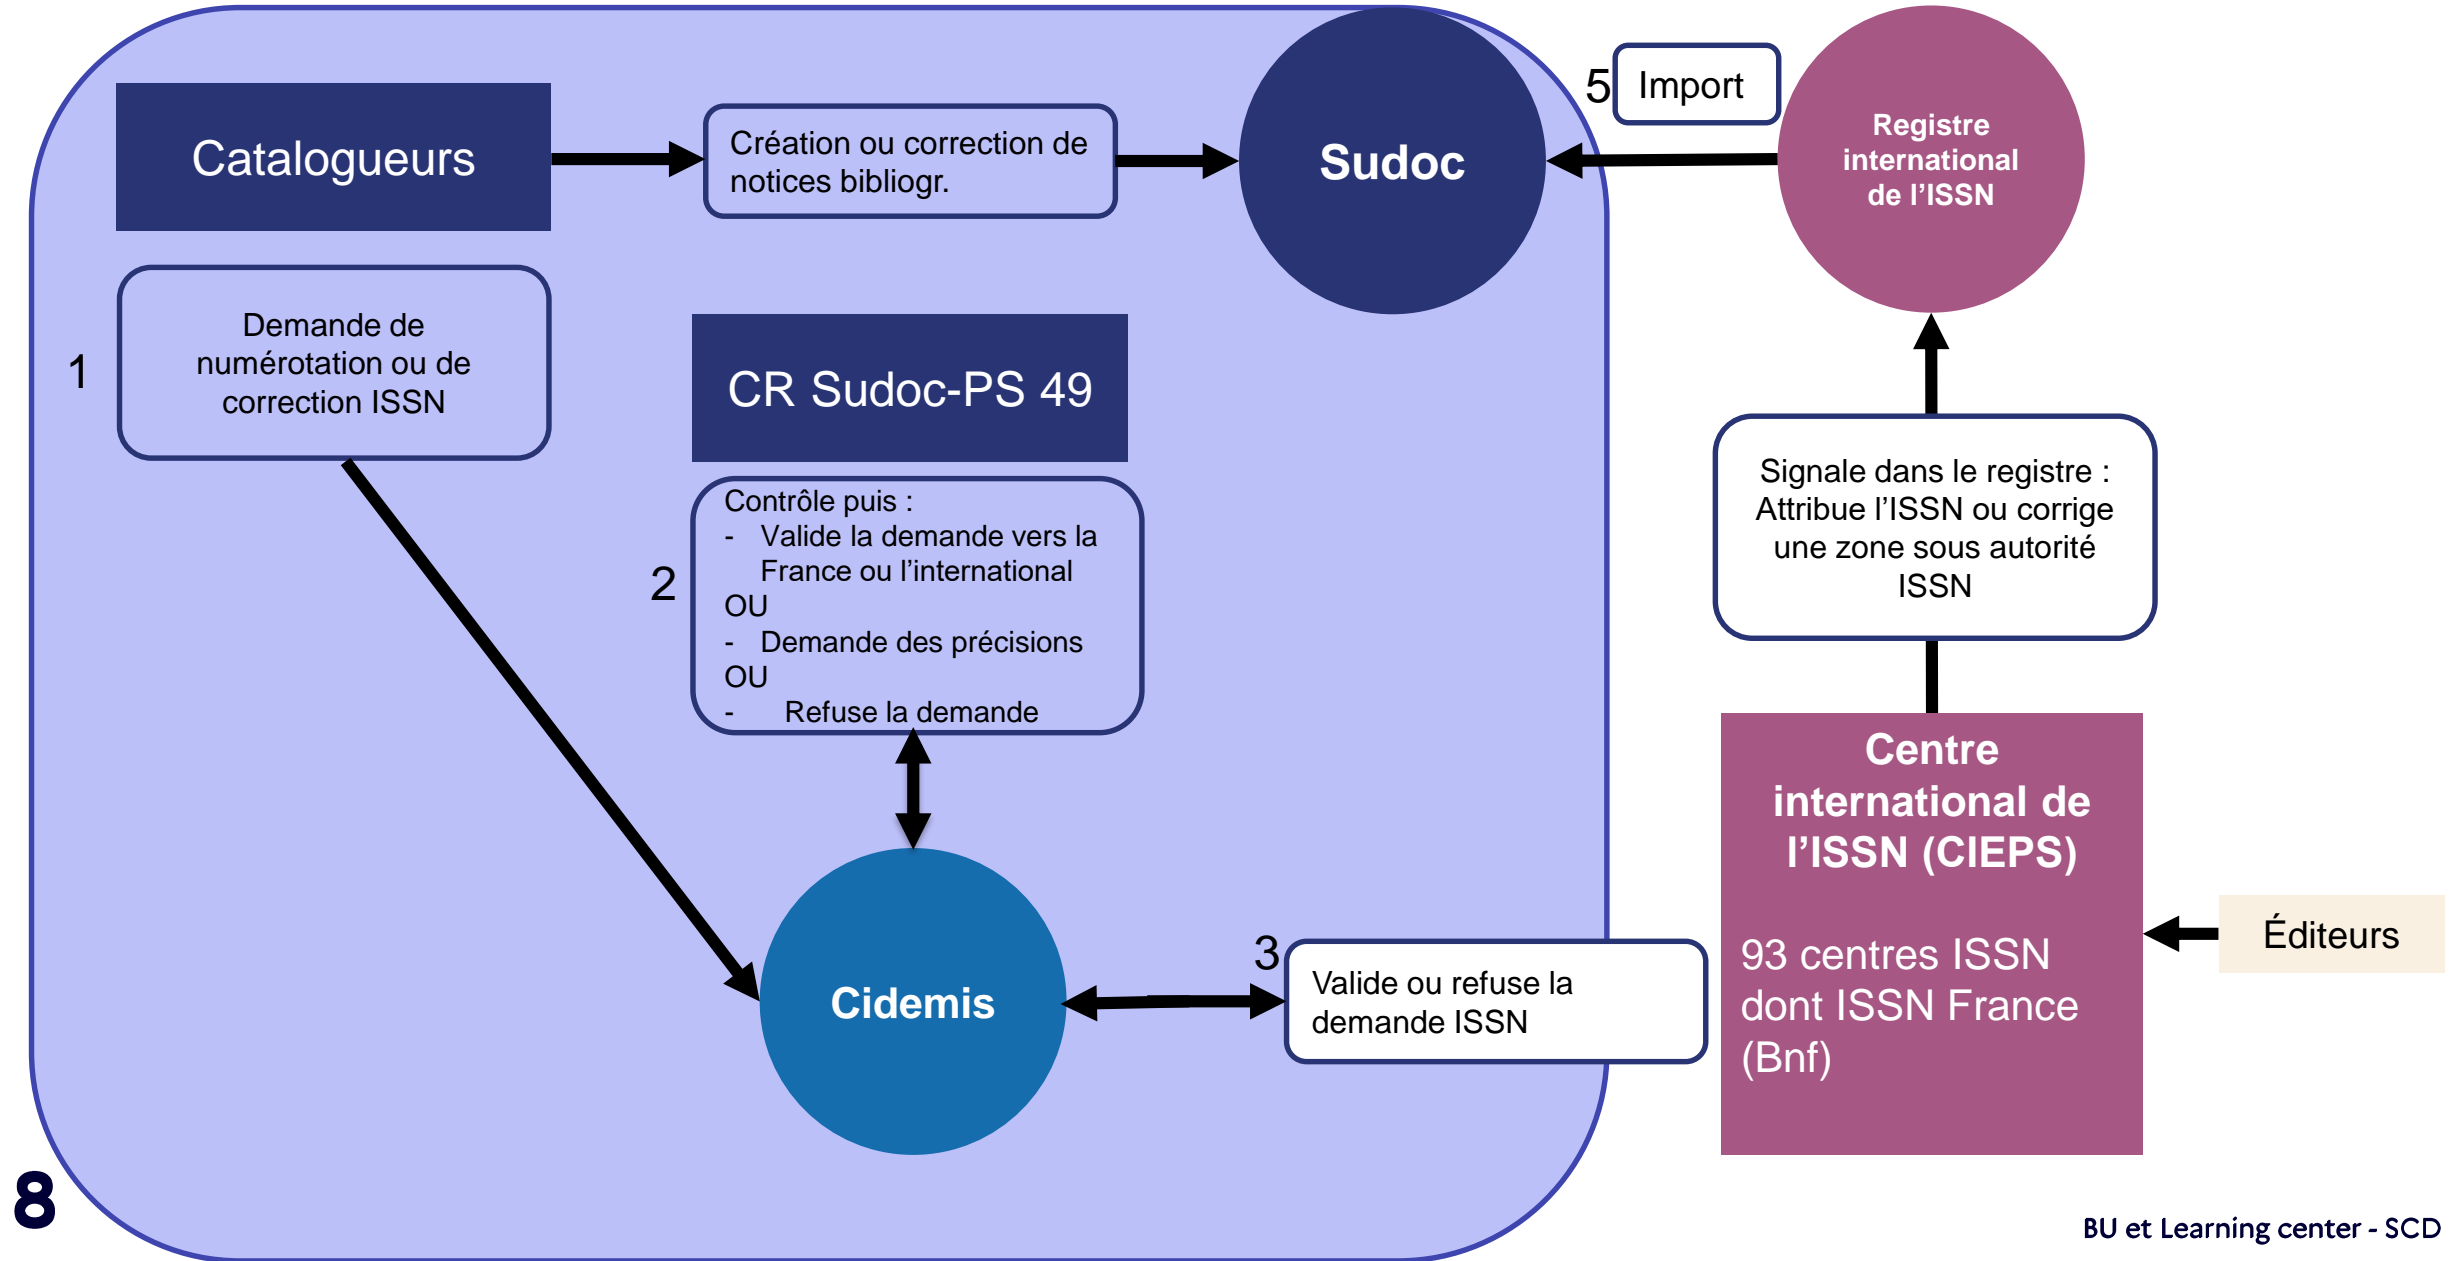 Catalogueurs
Création ou correction de
notices bibliogr.
Sudoc
5
Import
Registre
international
de l’ISSN
1
Demande de
numérotation ou de
correction ISSN
CR Sudoc-PS 49
2
Contrôle puis :
- Valide la demande vers la
France ou l’international
OU
- Demande des précisions
OU
- Refuse la demande
Cidemis
3
Valide ou refuse la
demande ISSN
Signale dans le registre :
Attribue l’ISSN ou corrige
une zone sous autorité
ISSN
Centre
international de
l’ISSN (CIEPS)
93 centres ISSN
dont ISSN France
(Bnf)
Éditeurs
8
BU et Learning center - SCD